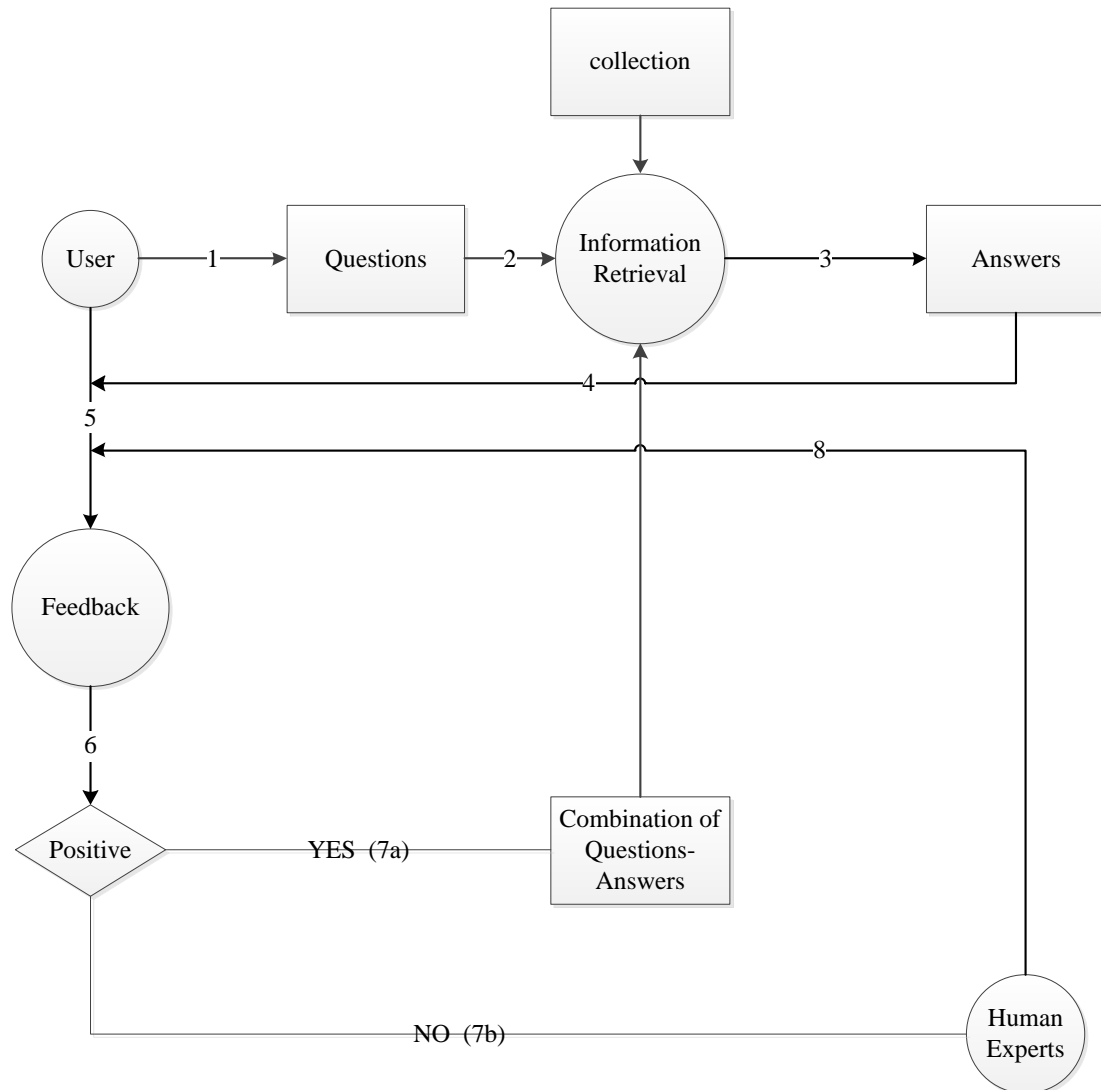 collection
User
1
Questions
2
Information
Retrieval
3
Answers
4
5
8
Feedback
6
Positive
YES  (7a)
Combination of
Questions-
Answers
NO  (7b)
Human
Experts